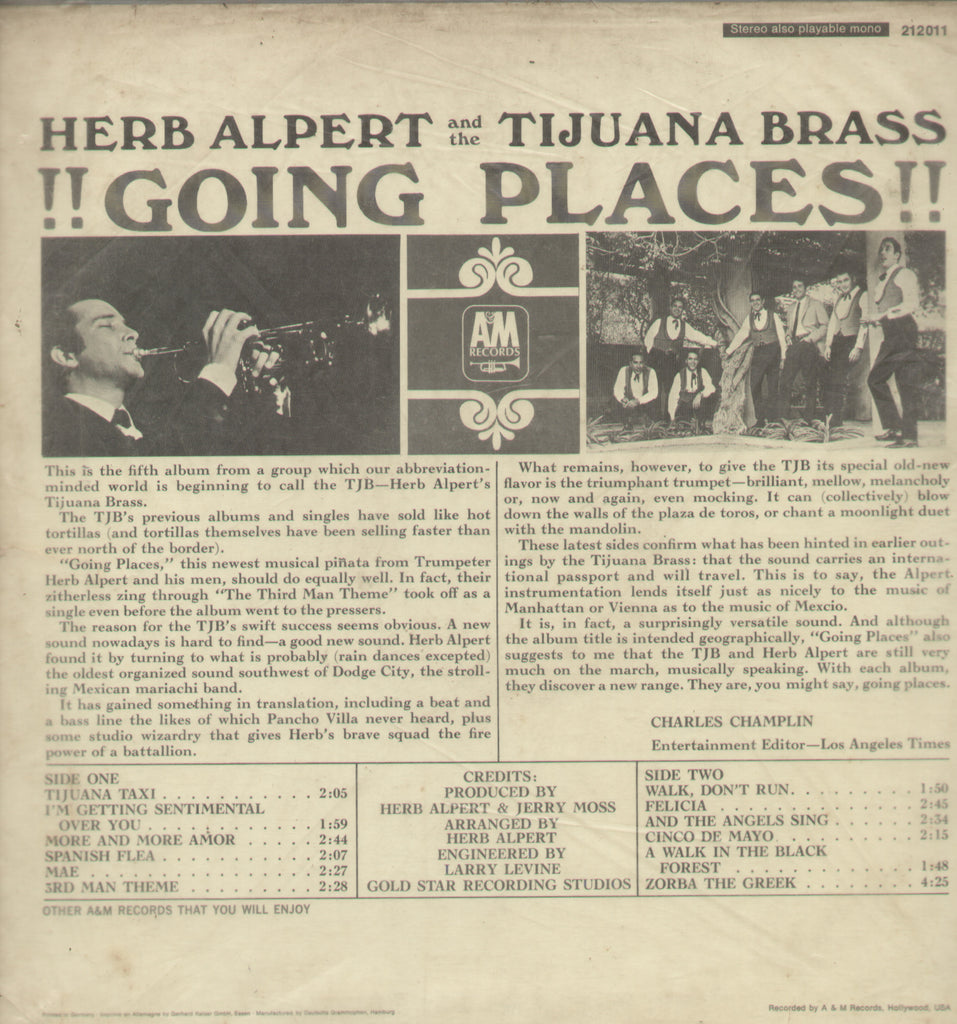 Stereo also playable mono 212011
HERB ALPERT and the TIJUANA BRASS
!! GOING PLACES !!
A&M
RECORDS
This is the fifth album from a group which our abbreviation-
minded world is beginning to call the TJB—Herb Alpert's
Tijuana Brass.
The TJB's previous albums and singles have sold like hot
tortillas (and tortillas themselves have been selling faster than
ever north of the border).
"Going Places," this newest musical piñata from Trumpeter
Herb Alpert and his men, should do equally well. In fact, their
zitherless zing through "The Third Man Theme" took off as a
single even before the album went to the pressers.
The reason for the TJB's swift success seems obvious. A new
sound nowadays is hard to find—a good new sound. Herb Alpert
found it by turning to what is probably (rain dances excepted)
the oldest organized sound southwest of Dodge City, the stroll-
ing Mexican mariachi band.
It has gained something in translation, including a beat and
a bass line the likes of which Pancho Villa never heard, plus
some studio wizardry that gives Herb's brave squad the fire
power of a battallion.
What remains, however, to give the TJB its special old-new
flavor is the triumphant trumpet—brilliant, mellow, melancholy
or, now and again, even mocking. It can (collectively) blow
down the walls of the plaza de toros, or chant a moonlight duet
with the mandolin.
These latest sides confirm what has been hinted in earlier out-
ings by the Tijuana Brass: that the sound carries an interna-
tional passport and will travel. This is to say, the Alpert
instrumentation lends itself just as nicely to the music of
Manhattan or Vienna as to the music of Mexcio.
It is, in fact, a surprisingly versatile sound. And although
the album title is intended geographically, "Going Places" also
suggests to me that the TJB and Herb Alpert are still very
much on the march, musically speaking. With each album,
they discover a new range. They are, you might say, going places.
CHARLES CHAMPLIN
Entertainment Editor—Los Angeles Times
SIDE ONE
TIJUANA TAXI . . . . . . . . . . . 2:05
I'M GETTING SENTIMENTAL
OVER YOU . . . . . . . . . . . . 1:59
MORE AND MORE AMOR . . . . . 2:44
SPANISH FLEA . . . . . . . . . . . 2:07
MAE . . . . . . . . . . . . . . . . 2:27
3RD MAN THEME . . . . . . . . . 2:28
CREDITS:
PRODUCED BY
HERB ALPERT & JERRY MOSS
ARRANGED BY
HERB ALPERT
ENGINEERED BY
LARRY LEVINE
GOLD STAR RECORDING STUDIOS
SIDE TWO
WALK, DON'T RUN. . . . . . . . . 1:50
FELICIA . . . . . . . . . . . . . . 2:45
AND THE ANGELS SING . . . . . . 2:34
CINCO DE MAYO . . . . . . . . . . 2:15
A WALK IN THE BLACK
FOREST . . . . . . . . . . . . . 1:48
ZORBA THE GREEK . . . . . . . . 4:25
OTHER A&M RECORDS THAT YOU WILL ENJOY
Printed in Germany · Imprimé en Allemagne by Gerhard Kaiser GmbH, Essen · Manufactured by Deutsche Grammophon, Hamburg
Recorded by A & M Records, Hollywood, USA